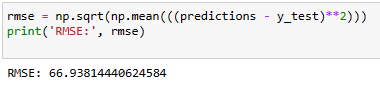 rmse = np.sqrt(np.mean(((predictions - y_test)**2)))
print('RMSE:', rmse)
RMSE: 66.93814440624584